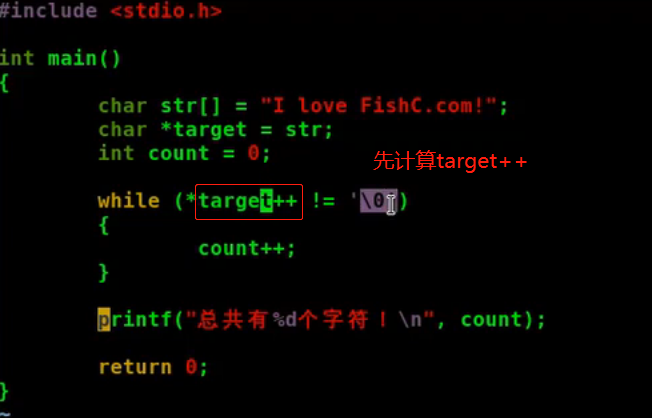 #include <stdio.h>
int main()
{
char str[] = "I love FishC.com!";
char *target = str;
int count = 0;
先计算target++
while (*target++ != '\0')
{
count++;
}
printf("总共有%d个字符！\n", count);
return 0;
}
~